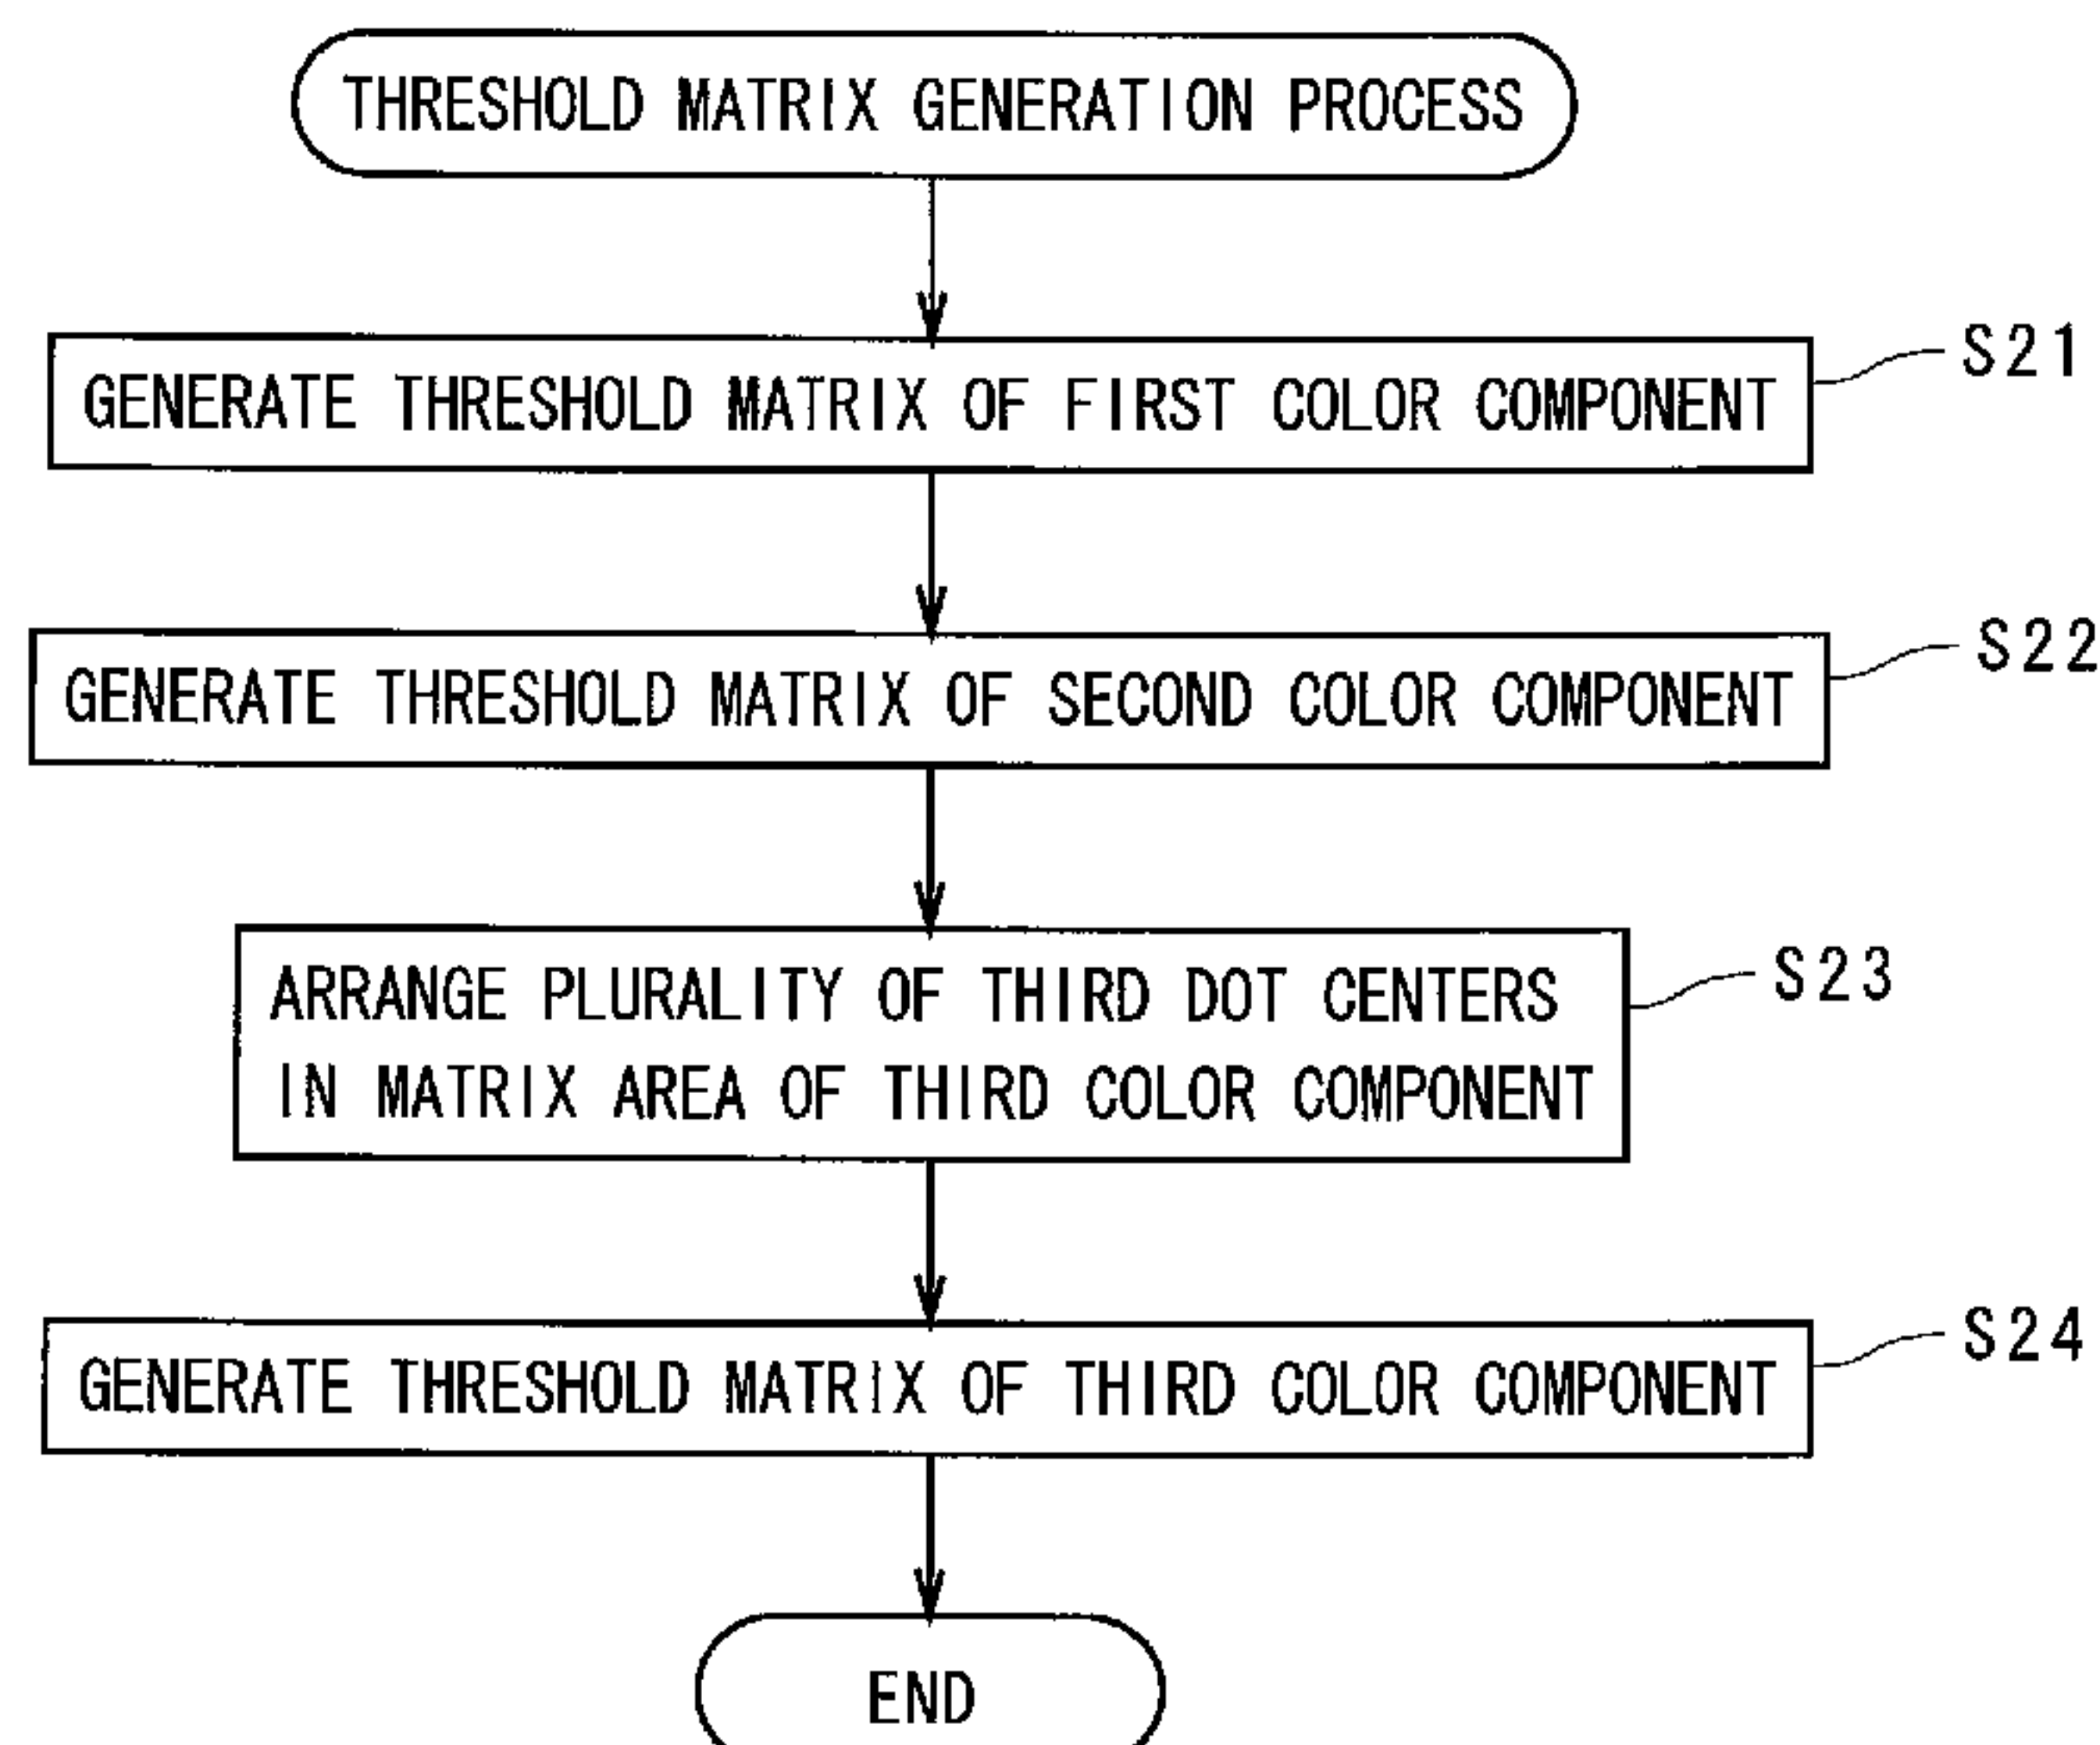 THRESHOLD MATRIX GENERATION PROCESS
GENERATE THRESHOLD MATRIX OF FIRST COLOR COMPONENT
S21
GENERATE THRESHOLD MATRIX OF SECOND COLOR COMPONENT
S22
ARRANGE PLURALITY OF THIRD DOT CENTERS
IN MATRIX AREA OF THIRD COLOR COMPONENT
S23
GENERATE THRESHOLD MATRIX OF THIRD COLOR COMPONENT
S24
END